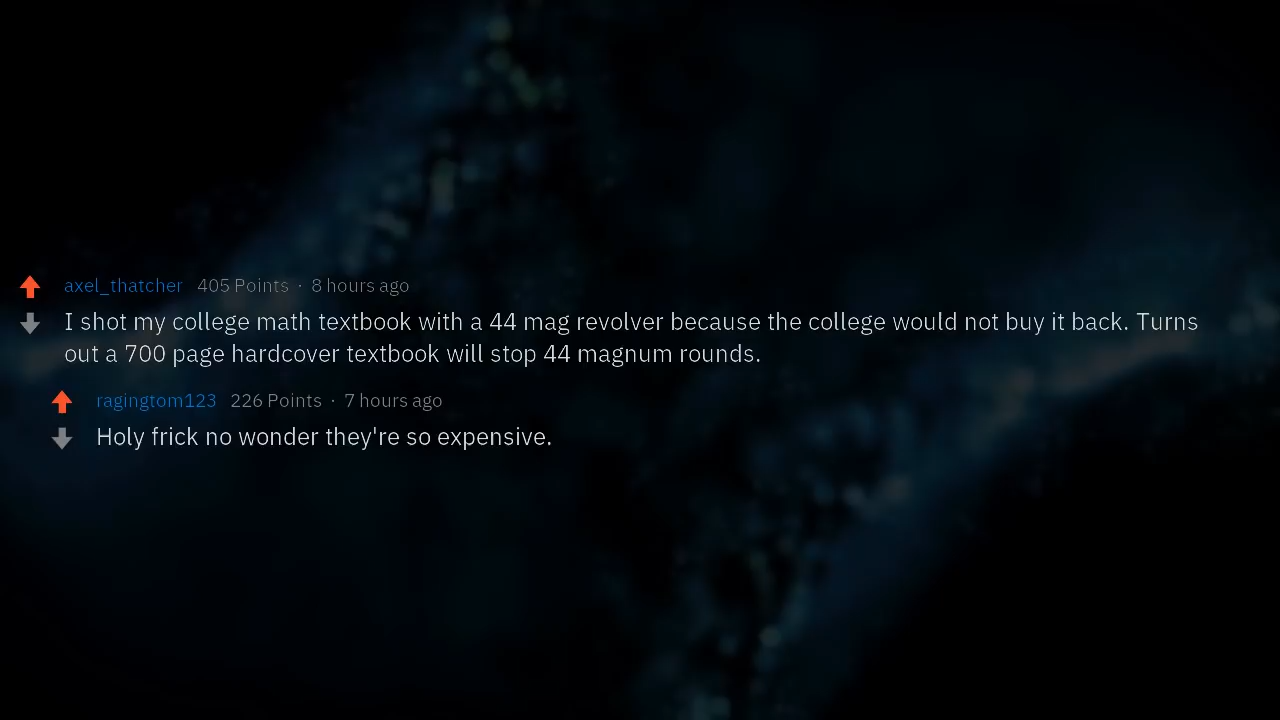 axel_thatcher 405 Points · 8 hours ago
I shot my college math textbook with a 44 mag revolver because the college would not buy it back. Turns
out a 700 page hardcover textbook will stop 44 magnum rounds.
ragingtom123 226 Points · 7 hours ago
Holy frick no wonder they're so expensive.